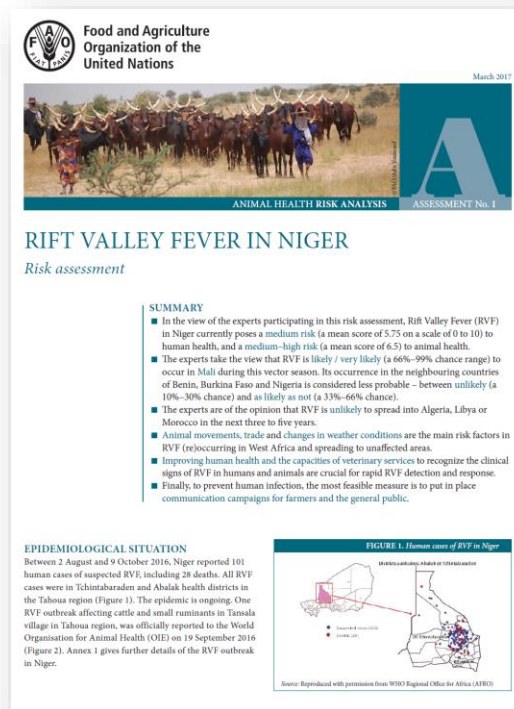 Food and Agriculture
Organization of the
United Nations
March 2017
ANIMAL HEALTH RISK ANALYSIS
A
ASSESSMENT No. 1
RIFT VALLEY FEVER IN NIGER
Risk assessment
SUMMARY
■ In the view of the experts participating in this risk assessment, Rift Valley Fever (RVF)
in Niger currently poses a medium risk (a mean score of 5.75 on a scale of 0 to 10) to
human health, and a medium–high risk (a mean score of 6.5) to animal health.
■ The experts take the view that RVF is likely / very likely (a 66%–99% chance range) to
occur in Mali during this vector season. Its occurrence in the neighbouring countries
of Benin, Burkina Faso and Nigeria is considered less probable – between unlikely (a
10%–30% chance) and as likely as not (a 33%–66% chance).
■ The experts are of the opinion that RVF is unlikely to spread into Algeria, Libya or
Morocco in the next three to five years.
■ Animal movements, trade and changes in weather conditions are the main risk factors in
RVF (re)occurring in West Africa and spreading to unaffected areas.
■ Improving human health and the capacities of veterinary services to recognize the clinical
signs of RVF in humans and animals are crucial for rapid RVF detection and response.
■ Finally, to prevent human infection, the most feasible measure is to put in place
communication campaigns for farmers and the general public.
EPIDEMIOLOGICAL SITUATION
Between 2 August and 9 October 2016, Niger reported 101
human cases of suspected RVF, including 28 deaths. All RVF
cases were in Tchintabaraden and Abalak health districts in
the Tahoua region (Figure 1). The epidemic is ongoing. One
RVF outbreak affecting cattle and small ruminants in Tansala
village in Tahoua region, was officially reported to the World
Organisation for Animal Health (OIE) on 19 September 2016
(Figure 2). Annex 1 gives further details of the RVF outbreak
in Niger.
FIGURE 1. Human cases of RVF in Niger
Source: Reproduced with permission from WHO Regional Office for Africa (AFRO)